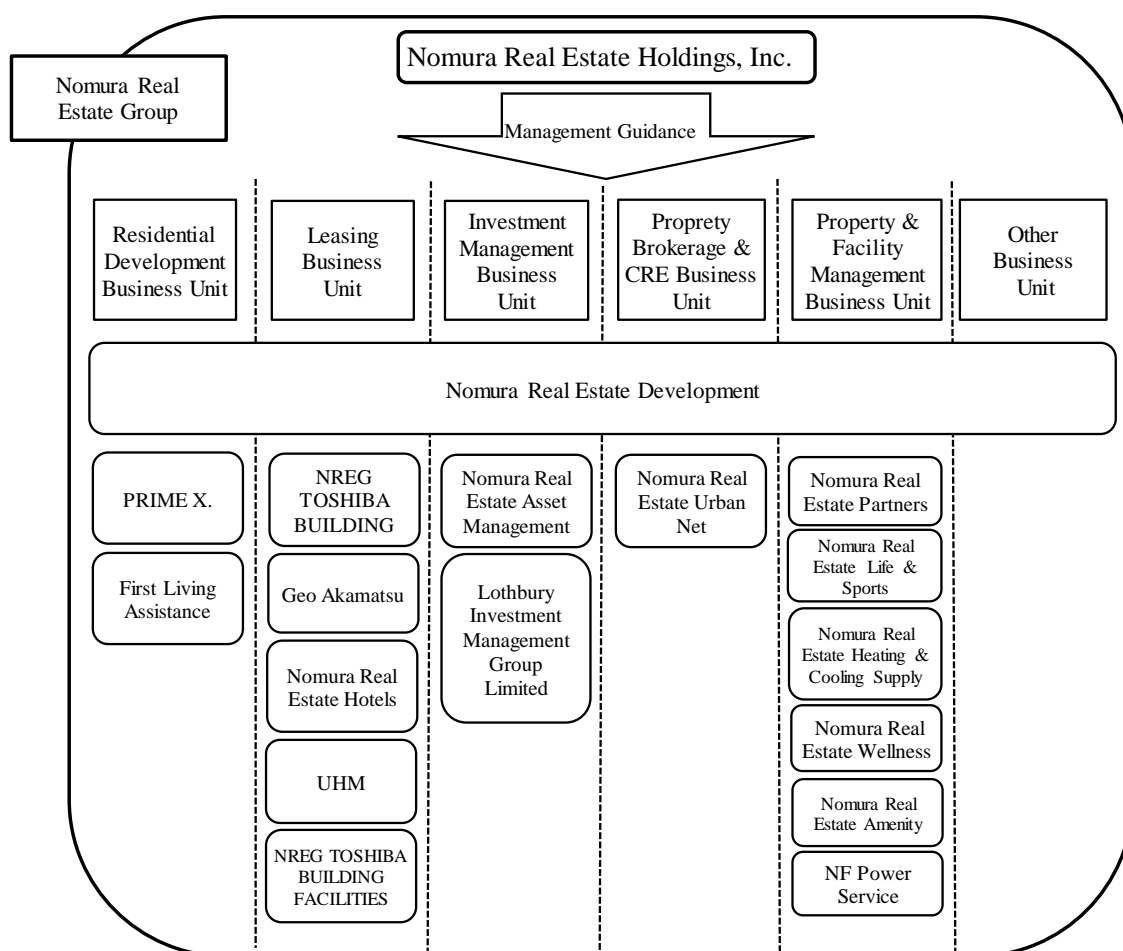 Nomura Real Estate Holdings, Inc.
Nomura Real
Estate Group
Management Guidance
Residential
Development
Business Unit
Leasing
Business
Unit
Investment
Management
Business
Unit
Proprety
Brokerage &
CRE Business
Unit
Property &
Facility
Management
Business Unit
Other
Business
Unit
Nomura Real Estate Development
PRIME X.
First Living
Assistance
NREG
TOSHIBA
BUILDING
Geo Akamatsu
Nomura Real
Estate Hotels
UHM
NREG TOSHIBA
BUILDING
FACILITIES
Nomura Real
Estate Asset
Management
Lothbury
Investment
Management
Group
Limited
Nomura Real
Estate Urban
Net
Nomura Real
Estate Partners
Nomura Real
Estate Life &
Sports
Nomura Real
Estate Heating &
Cooling Supply
Nomura Real
Estate Wellness
Nomura Real
Estate Amenity
NF Power
Service